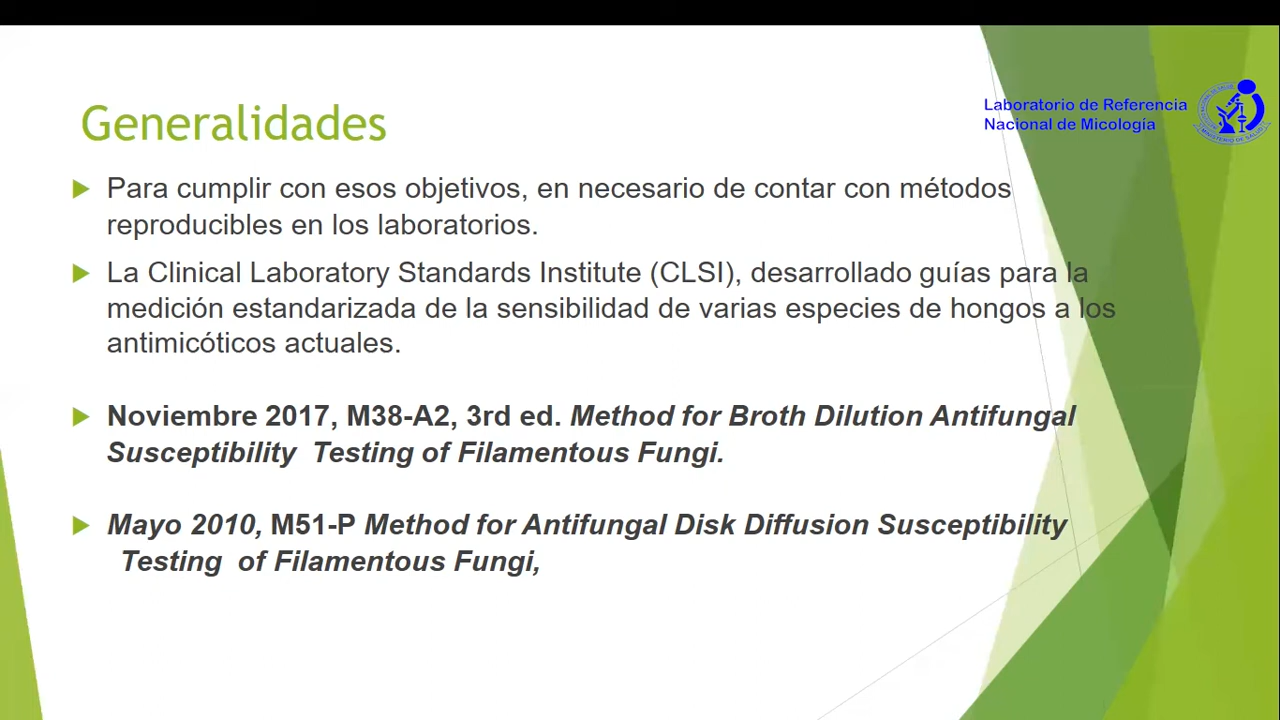 Generalidades
Laboratorio de Referencia
Nacional de Micología
Para cumplir con esos objetivos, en necesario de contar con métodos
reproducibles en los laboratorios.
La Clinical Laboratory Standards Institute (CLSI), desarrollado guías para la
medición estandarizada de la sensibilidad de varias especies de hongos a los
antimicóticos actuales.
Noviembre 2017, M38-A2, 3rd ed. Method for Broth Dilution Antifungal
Susceptibility Testing of Filamentous Fungi.
Mayo 2010, M51-P Method for Antifungal Disk Diffusion Susceptibility
Testing of Filamentous Fungi,